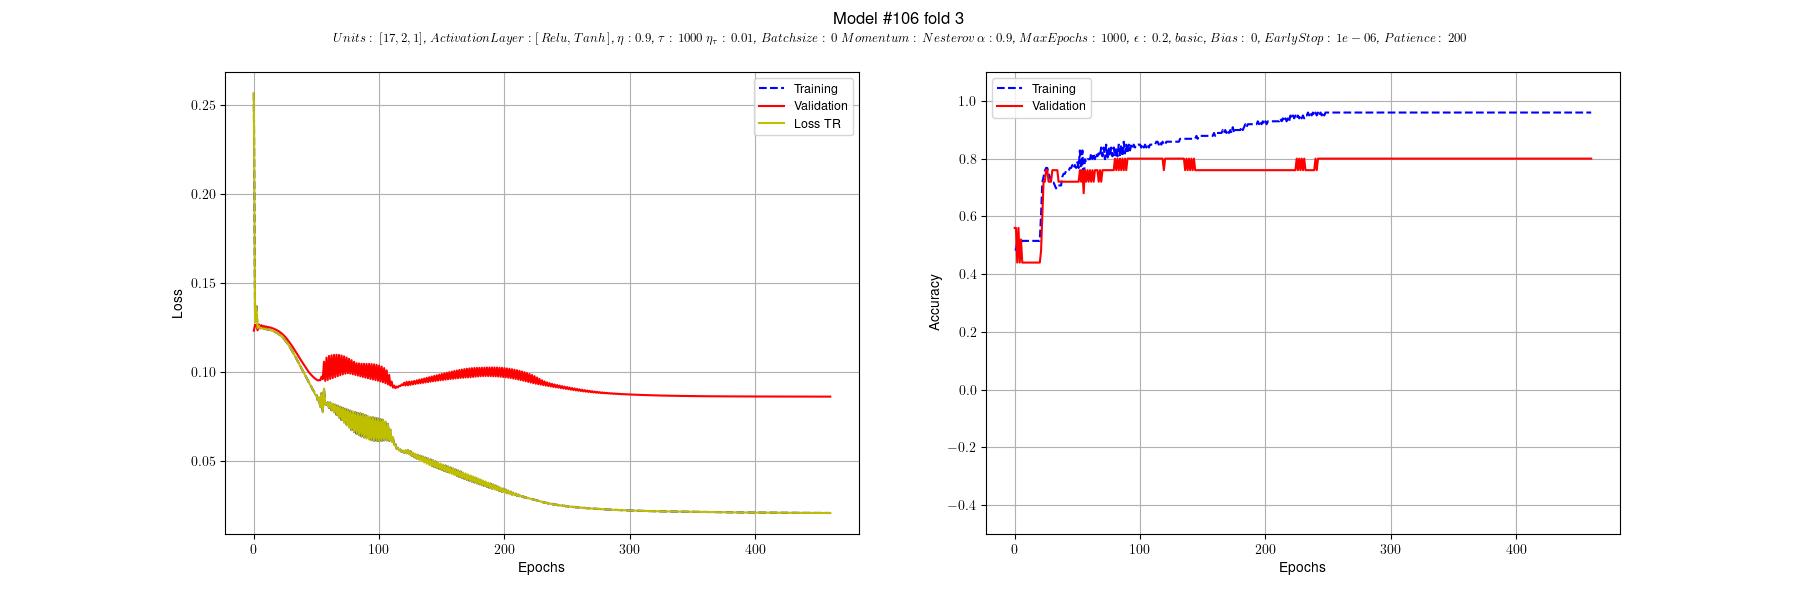 Model #106 fold 3
Units : [17, 2, 1], ActivationLayer : [Relu, Tanh], η : 0.9, τ : 1000 η_τ : 0.01, Batchsize : 0 Momentum : Nesterov α : 0.9, MaxEpochs : 1000, ϵ : 0.2, basic, Bias : 0, EarlyStop : 1e − 06, Patience : 200
Training
Validation
Loss TR
0.25
0.20
0.15
0.10
0.05
Loss
0 100 200 300 400
Epochs
Training
Validation
1.0
0.8
0.6
0.4
0.2
0.0
−0.2
−0.4
Accuracy
0 100 200 300 400
Epochs